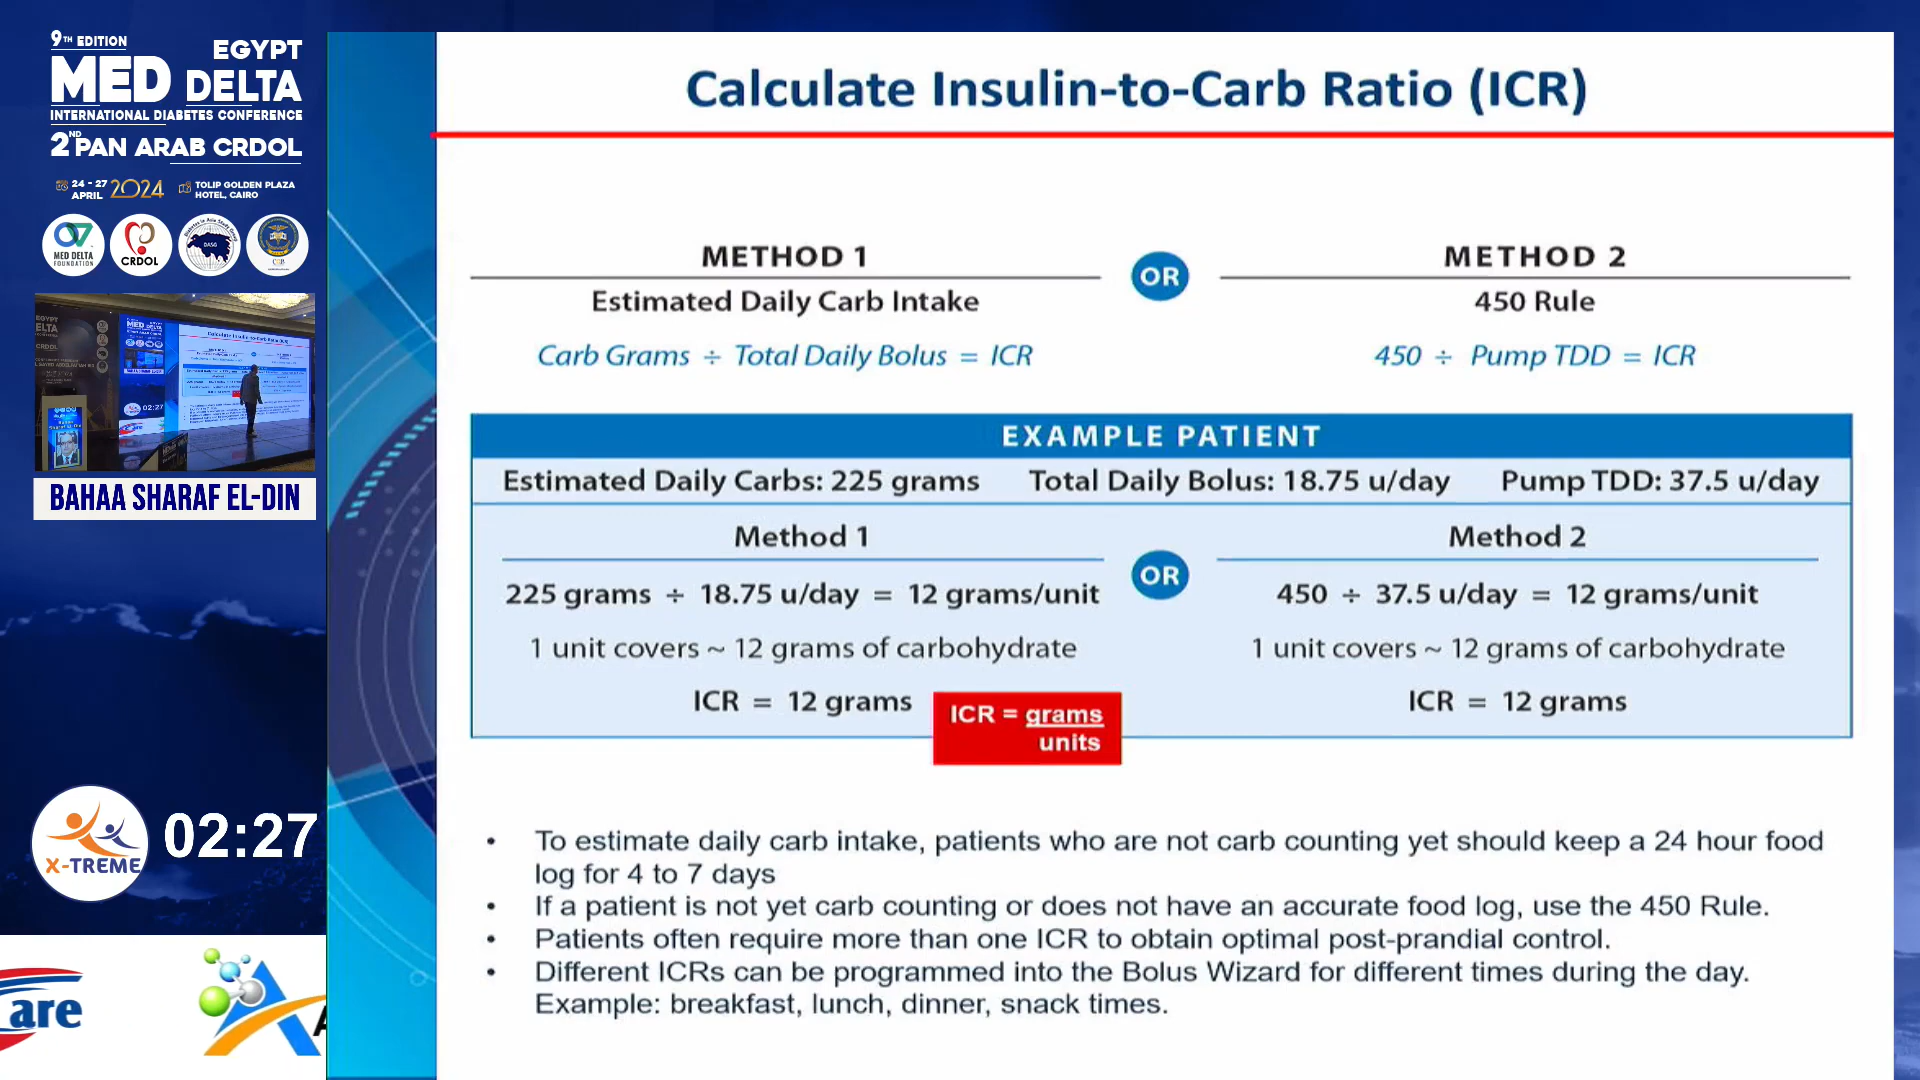 9TH EDITION
EGYPT
MED DELTA
INTERNATIONAL DIABETES CONFERENCE
2ND PAN ARAB CRDOL
24 - 27 APRIL 2024
TOLIP GOLDEN PLAZA HOTEL, CAIRO
MED DELTA FOUNDATION
CRDOL
DASG
BAHAA SHARAF EL-DIN
X-TREME
02:27
are
Calculate Insulin-to-Carb Ratio (ICR)
METHOD 1
OR
METHOD 2
Estimated Daily Carb Intake
450 Rule
Carb Grams ÷ Total Daily Bolus = ICR
450 ÷ Pump TDD = ICR
EXAMPLE PATIENT
Estimated Daily Carbs: 225 grams Total Daily Bolus: 18.75 u/day Pump TDD: 37.5 u/day
Method 1
OR
Method 2
225 grams ÷ 18.75 u/day = 12 grams/unit
450 ÷ 37.5 u/day = 12 grams/unit
1 unit covers ~ 12 grams of carbohydrate
1 unit covers ~ 12 grams of carbohydrate
ICR = 12 grams
ICR = 12 grams
ICR = grams
units
• To estimate daily carb intake, patients who are not carb counting yet should keep a 24 hour food
log for 4 to 7 days
• If a patient is not yet carb counting or does not have an accurate food log, use the 450 Rule.
• Patients often require more than one ICR to obtain optimal post-prandial control.
• Different ICRs can be programmed into the Bolus Wizard for different times during the day.
Example: breakfast, lunch, dinner, snack times.